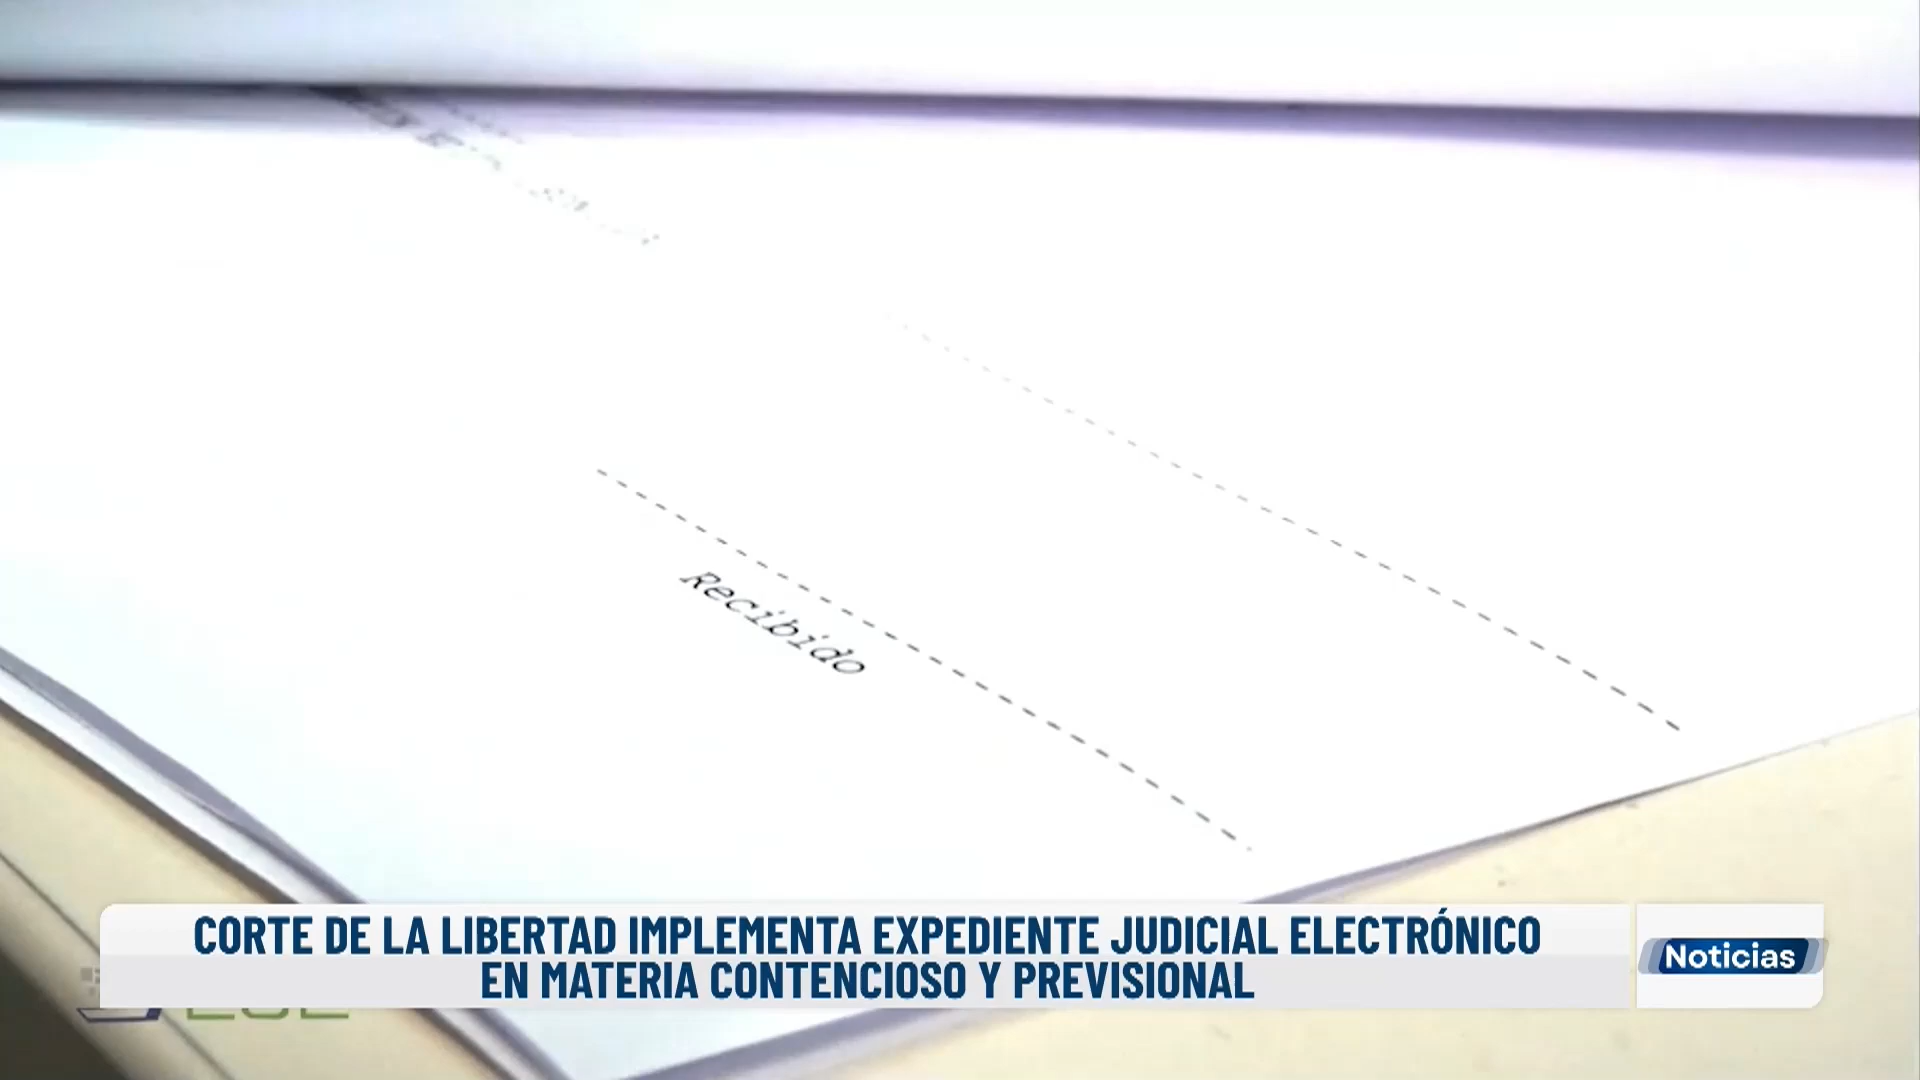 Recibido
CORTE DE LA LIBERTAD IMPLEMENTA EXPEDIENTE JUDICIAL ELECTRÓNICO
EN MATERIA CONTENCIOSO Y PREVISIONAL
Noticias